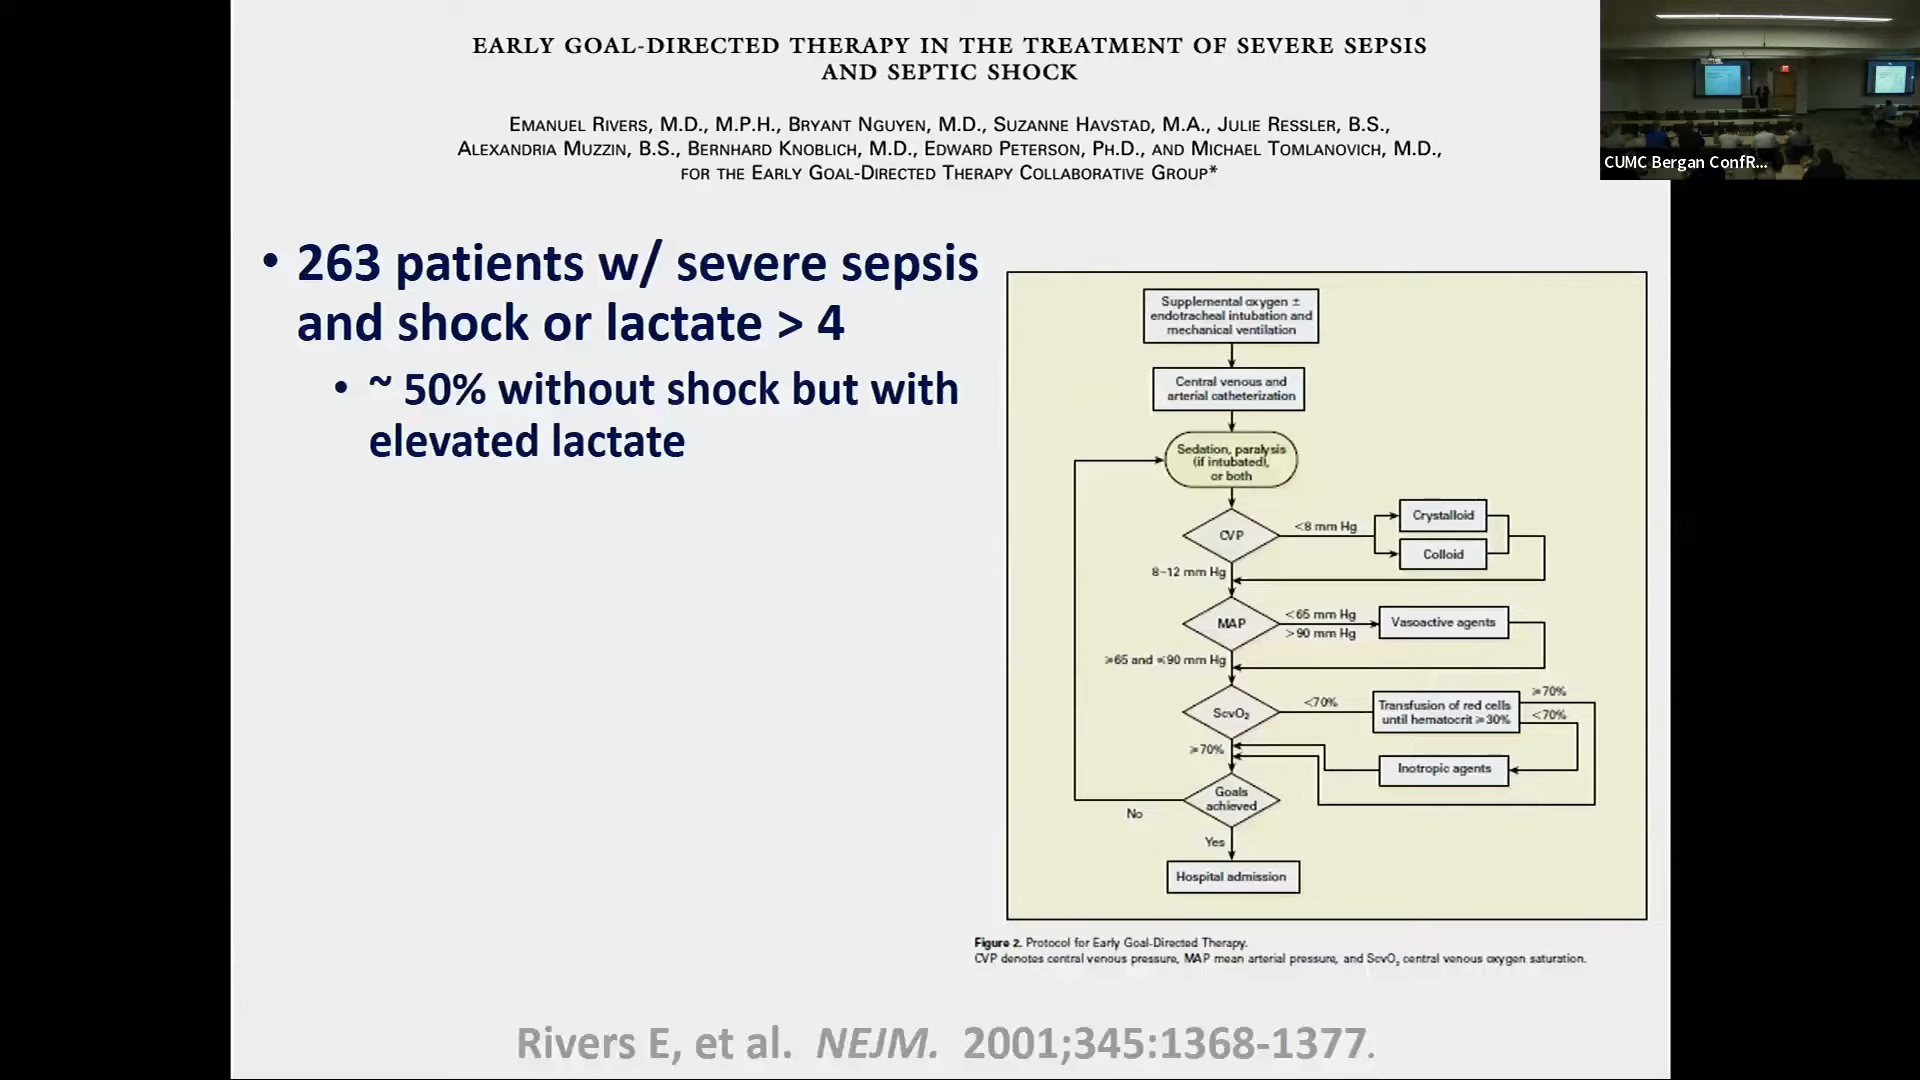 EARLY GOAL-DIRECTED THERAPY IN THE TREATMENT OF SEVERE SEPSIS
AND SEPTIC SHOCK
EMANUEL RIVERS, M.D., M.P.H., BRYANT NGUYEN, M.D., SUZANNE HAVSTAD, M.A., JULIE RESSLER, B.S.,
ALEXANDRIA MUZZIN, B.S., BERNHARD KNOBLICH, M.D., EDWARD PETERSON, PH.D., AND MICHAEL TOMLANOVICH, M.D.,
FOR THE EARLY GOAL-DIRECTED THERAPY COLLABORATIVE GROUP*
CUMC Bergan ConfR...
• 263 patients w/ severe sepsis
and shock or lactate > 4
• ~ 50% without shock but with
elevated lactate
Supplemental oxygen ±
endotracheal intubation and
mechanical ventilation
Central venous and
arterial catheterization
Sedation, paralysis
(if intubated),
or both
CVP
<8 mm Hg
Crystalloid
Colloid
8–12 mm Hg
MAP
<65 mm Hg
>90 mm Hg
Vasoactive agents
≥65 and ≤90 mm Hg
ScvO₂
<70%
Transfusion of red cells
until hematocrit ≥30%
≥70%
<70%
≥70%
Inotropic agents
Goals
achieved
No
Yes
Hospital admission
Figure 2. Protocol for Early Goal-Directed Therapy.
CVP denotes central venous pressure, MAP mean arterial pressure, and ScvO₂ central venous oxygen saturation.
Rivers E, et al. NEJM. 2001;345:1368-1377.